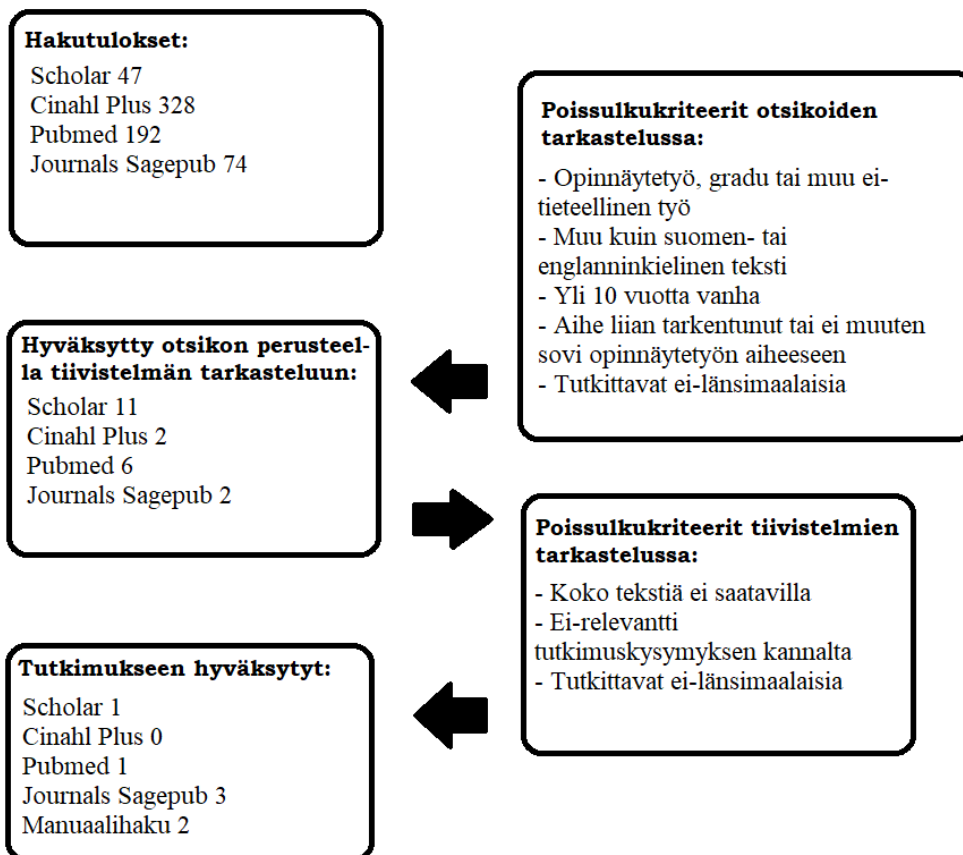 Hakutulokset:
Scholar 47
Cinahl Plus 328
Pubmed 192
Journals Sagepub 74
Poissulkukriteerit otsikoiden
tarkastelussa:
- Opinnäytetyö, gradu tai muu ei-
tieteellinen työ
- Muu kuin suomen- tai
englanninkielinen teksti
- Yli 10 vuotta vanha
- Aihe liian tarkentunut tai ei muuten
sovi opinnäytetyön aiheeseen
- Tutkittavat ei-länsimaalaisia
Hyväksytty otsikon perusteel-
lla tiivistelmän tarkasteluun:
Scholar 11
Cinahl Plus 2
Pubmed 6
Journals Sagepub 2
Poissulkukriteerit tiivistelmien
tarkastelussa:
- Koko tekstiä ei saatavilla
- Ei-relevantti
tutkimuskysymyksen kannalta
- Tutkittavat ei-länsimaalaisia
Tutkimukseen hyväksytyt:
Scholar 1
Cinahl Plus 0
Pubmed 1
Journals Sagepub 3
Manuaalihaku 2